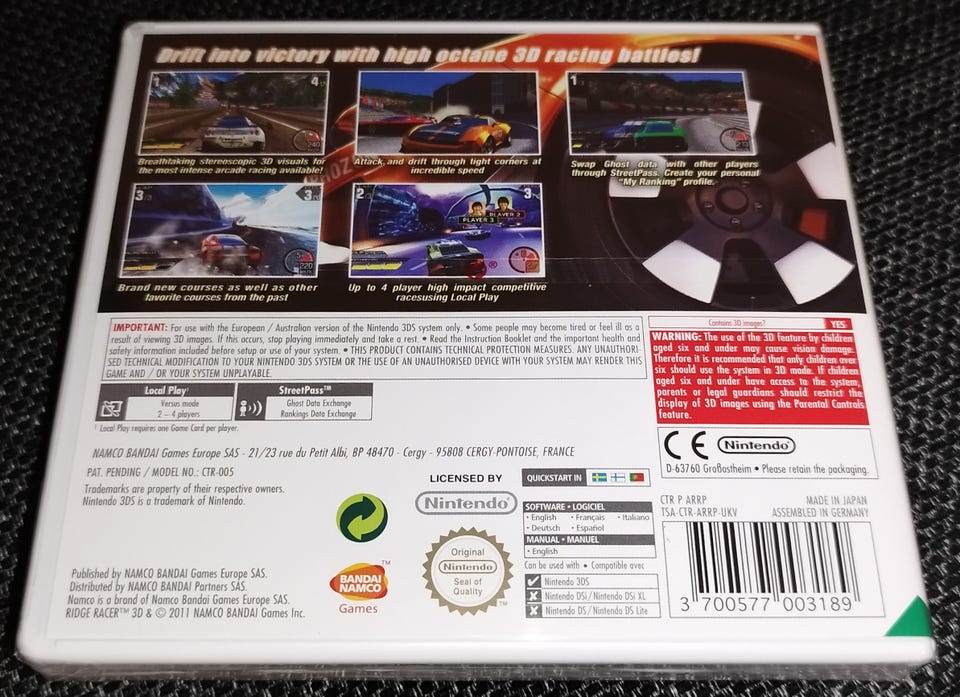 Drift into victory with high octane 3D racing battles!
Breathtaking stereoscopic 3D visuals for
the most intense arcade racing available!
Attack and drift through tight corners at
incredible speed
Swap Ghost data with other players
through StreetPass. Create your personal
"My Ranking" profile.
PLAYER 3
PLAYER 2
Brand new courses as well as other
favorite courses from the past
Up to 4 player high impact competitive
racesusing Local Play
IMPORTANT: For use with the European / Australian version of the Nintendo 3DS system only. • Some people may become tired or feel ill as a
result of viewing 3D images. If this occurs, stop playing immediately and take a rest. • Read the Instruction Booklet and the important health and
safety information included before setup or use of your system. • THIS PRODUCT CONTAINS TECHNICAL PROTECTION MEASURES. ANY UNAUTHORI-
SED TECHNICAL MODIFICATION TO YOUR NINTENDO 3DS SYSTEM OR THE USE OF AN UNAUTHORISED DEVICE WITH YOUR SYSTEM MAY RENDER THIS
GAME AND / OR YOUR SYSTEM UNPLAYABLE.
Contains 3D images? YES
WARNING: The use of the 3D feature by children
aged six and under may cause vision damage.
Therefore it is recommended that only children over
six should use the system in 3D mode. If children
aged six and under have access to the system,
parents or legal guardians should restrict the
display of 3D images using the Parental Controls
feature.
Local Play¹
Versus mode
2 – 4 players
StreetPass™
Ghost Data Exchange
Rankings Data Exchange
¹ Local Play requires one Game Card per player.
NAMCO BANDAI Games Europe SAS - 21/23 rue du Petit Albi, BP 48470 - Cergy - 95808 CERGY-PONTOISE, FRANCE
CE Nintendo
D-63760 Großostheim • Please retain the packaging.
PAT. PENDING / MODEL NO.: CTR-005
Trademarks are property of their respective owners.
Nintendo 3DS is a trademark of Nintendo.
LICENSED BY
Nintendo
Original
Nintendo
Seal of
Quality
™
QUICKSTART IN
SOFTWARE • LOGICIEL
• English • Français • Italiano
• Deutsch • Español
MANUAL • MANUEL
• English
Can be used with • Compatible avec
Nintendo 3DS
Nintendo DSi / Nintendo DSi XL
Nintendo DS / Nintendo DS Lite
CTR P ARRP
TSA-CTR-ARRP-UKV
MADE IN JAPAN
ASSEMBLED IN GERMANY
3 700577 003189
BANDAI
NAMCO
™
Games
Published by NAMCO BANDAI Games Europe SAS.
Distributed by NAMCO BANDAI Partners SAS.
Namco is a brand of Namco Bandai Games Europe SAS.
RIDGE RACER™ 3D & © 2011 NAMCO BANDAI Games Inc.